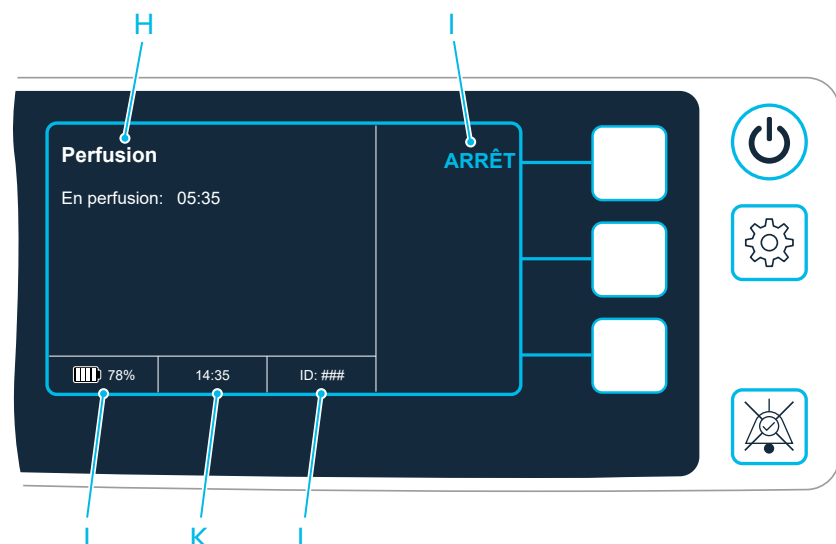 H I
Perfusion
ARRÊT
En perfusion: 05:35
78% 14:35 ID: ###
K